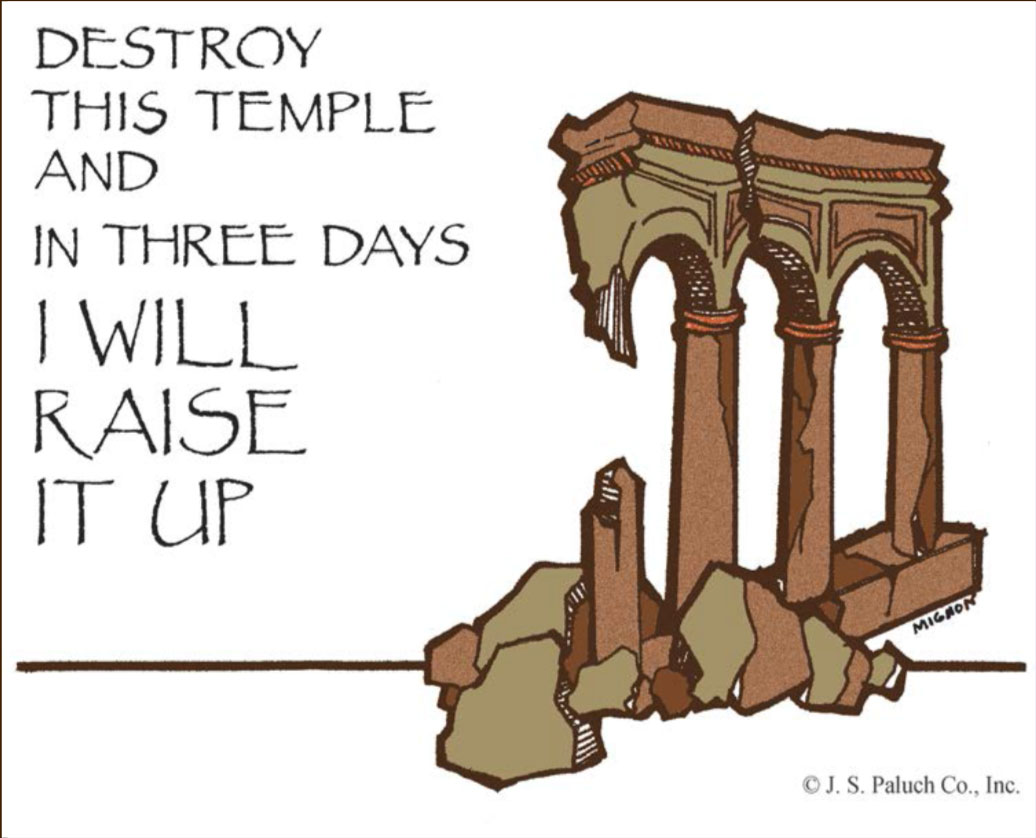 DESTROY
THIS TEMPLE
AND
IN THREE DAYS
I WILL
RAISE
IT UP
MIGNON
© J. S. Paluch Co., Inc.